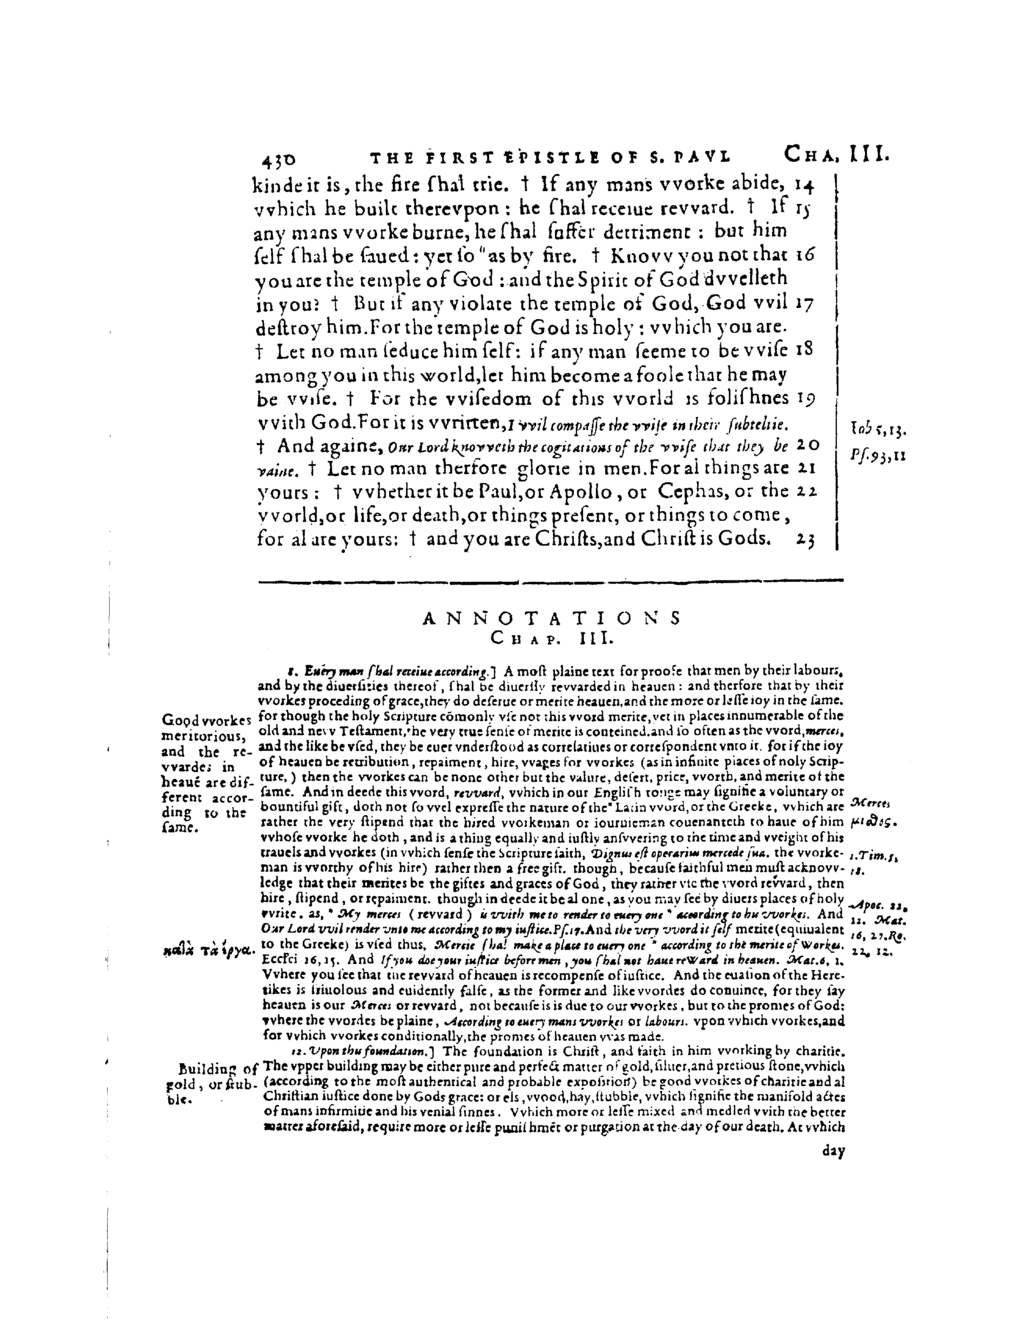 430 THE FIRST EPISTLE OF S. PAVL CHA. III.
kinde it is, the fire ſhal trie. † If any mans vvorke abide, 14
vvhich he built therevpon : he ſhal receiue revvard. † If 15
any mans vvorke burne, he ſhal ſuffer detriment : but him
ſelf ſhal be ſaued: yet ſo "as by fire. † Knovv you not that 16
you are the temple of God : and the Spirit of God dvvelleth
in you? † But if any violate the temple of God, God vvil 17
deſtroy him. For the temple of God is holy : vvhich you are.
† Let no man ſeduce him ſelf: if any man ſeeme to be vviſe 18
among you in this world, let him become a foole that he may
be vviſe. † For the vviſedom of this vvorld is foliſhnes 19
vvith God. For it is vvritten, I vvil compaſſe the vviſe in their ſubteltie.
Iob 5,13.
† And againe, Our Lord knovveth the cogitations of the vviſe that they be 20
Pſ. 93,11
vaine. † Let no man therfore glorie in men. For al things are 21
yours : † vvhether it be Paul, or Apollo, or Cephas, or the 22
vvorld, or life, or death, or things preſent, or things to come,
for al are yours: † and you are Chriſts, and Chriſt is Gods. 23
ANNOTATIONS
CHAP. III.
8. Euery man ſhal receiue according.] A moſt plaine text for proofe that men by their labours,
and by the diuerſities thereof, ſhal be diuerſly revvarded in heauen : and therfore that by their
vvorkes proceding of grace, they do deſerue or merite heauen, and the more or leſſe ioy in the ſame.
Good vvorkes meritorious, and the revvardes in heauē are different according to the ſame.
for though the holy Scripture cōmonly vſe not this vvord merite, yet in places innumerable of the
old and nevv Teſtament, the very true ſenſe of merite is conteined, and ſo often as the vvord, merces,
and the like be vſed, they be euer vnderſtood as correlatiues or correſpondent vnto it. for if the ioy
of heauen be retribution, repaiment, hire, vvages for vvorkes (as in infinite places of holy Scripture,
) then the vvorkes can be none other but the valure, deſert, price, vvorth, and merite of the
ſame. And in deede this vvord, revvard, vvhich in our Engliſh tonge may ſignifie a voluntary or
bountiful gift, doth not ſo vvel expreſſe the nature of the * Latin vvord, or the Greeke, vvhich are
Merces
μισθός.
rather the very ſtipend that the hired vvorkeman or iournieman couenanteth to haue of him
vvhoſe vvorke he doth, and is a thing equally and iuſtly anſvvering to the time and vveight of his
trauels and vvorkes (in vvhich ſenſe the Scripture ſaith, Dignus eſt operarius mercede ſua. the vvorke-
1. Tim. 5, 18.
man is vvorthy of his hire) rather then a free gift. though, becauſe faithful men muſt acknovvledge
that their merites be the giftes and graces of God, they rather vſe the vvord revvard, then
hire, ſtipend, or repaiment. though in deede it be al one, as you may ſee by diuers places of holy
vvrite. as, * My merces (revvard) is vvith me to render to euery one * according to his vvorkes. And
Apoc. 22, 12. Mat. 16, 27. Ro.
Our Lord vvil render vnto me according to my iuſtice. Pſ. 17. And the very vvord it ſelf merite (equiualent
to the Greeke) is vſed thus, Mercie ſhal make a place to euery one * according to the merite of Workes.
κατὰ τὰ ἔργα.
Eccſci 16,15. And If you doe your iuſtice before men, you ſhal not haue reWard in heauen. Mat. 6, 1.
Vvhere you ſee that the revvard of heauen is recompenſe of iuſtice. And the euaſion of the Heretikes
is friuolous and euidently falſe, as the former and like vvordes do conuince, for they ſay
heauen is our Merces or revvard, not becauſe is is due to our vvorkes, but to the promes of God:
vvhere the vvordes be plaine, According to euery mans vvorkes or labours. vpon vvhich vvorkes, and
for vvhich vvorkes conditionally, the promes of heauen vvas made.
12. Vpon this foundation.] The foundation is Chriſt, and faith in him vvorking by charitie.
Building of gold, or ſtubble.
The vpper building may be either pure and perfect matter of gold, ſiluer, and pretious ſtone, vvhich
(according to the moſt authentical and probable expoſition) be good vvorkes of charitie and al
Chriſtian iuſtice done by Gods grace: or els, vvood, hay, ſtubble, vvhich ſignifie the manifold actes
of mans infirmitie and his venial ſinnes. Vvhich more or leſſe mixed and medled vvith the better
matter aforeſaid, require more or leſſe puniſhmēt or purgation at the day of our death. At vvhich
day